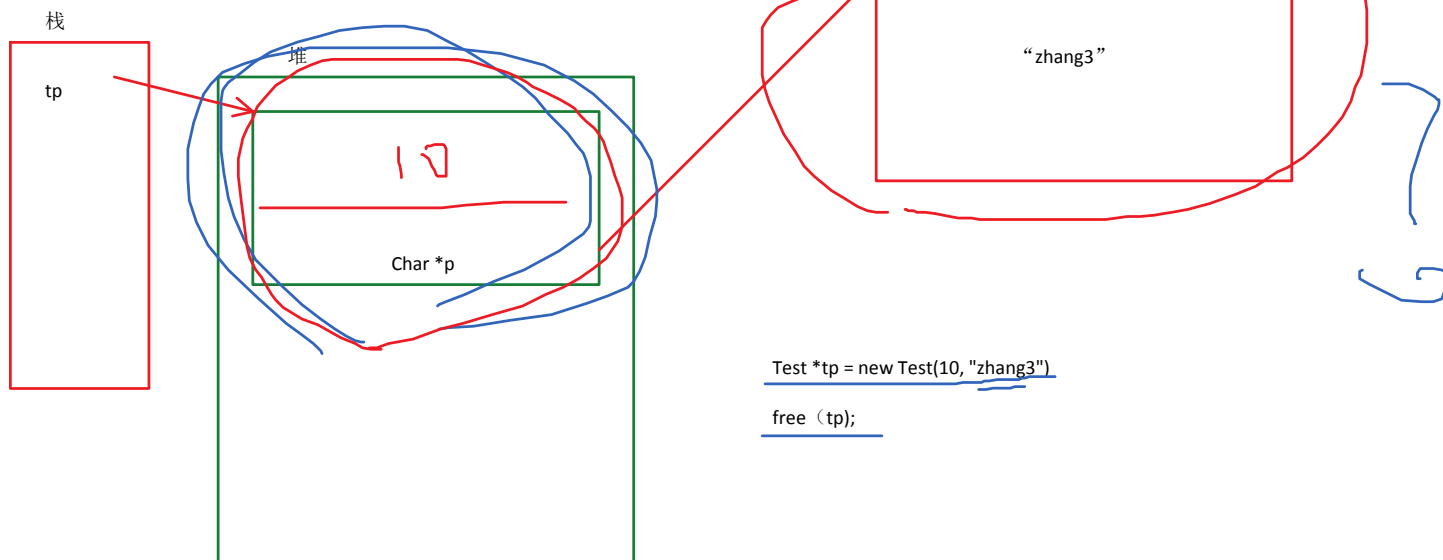 栈
堆
"zhang3"
tp
10
Char *p
Test *tp = new Test(10, "zhang3")
free（tp);